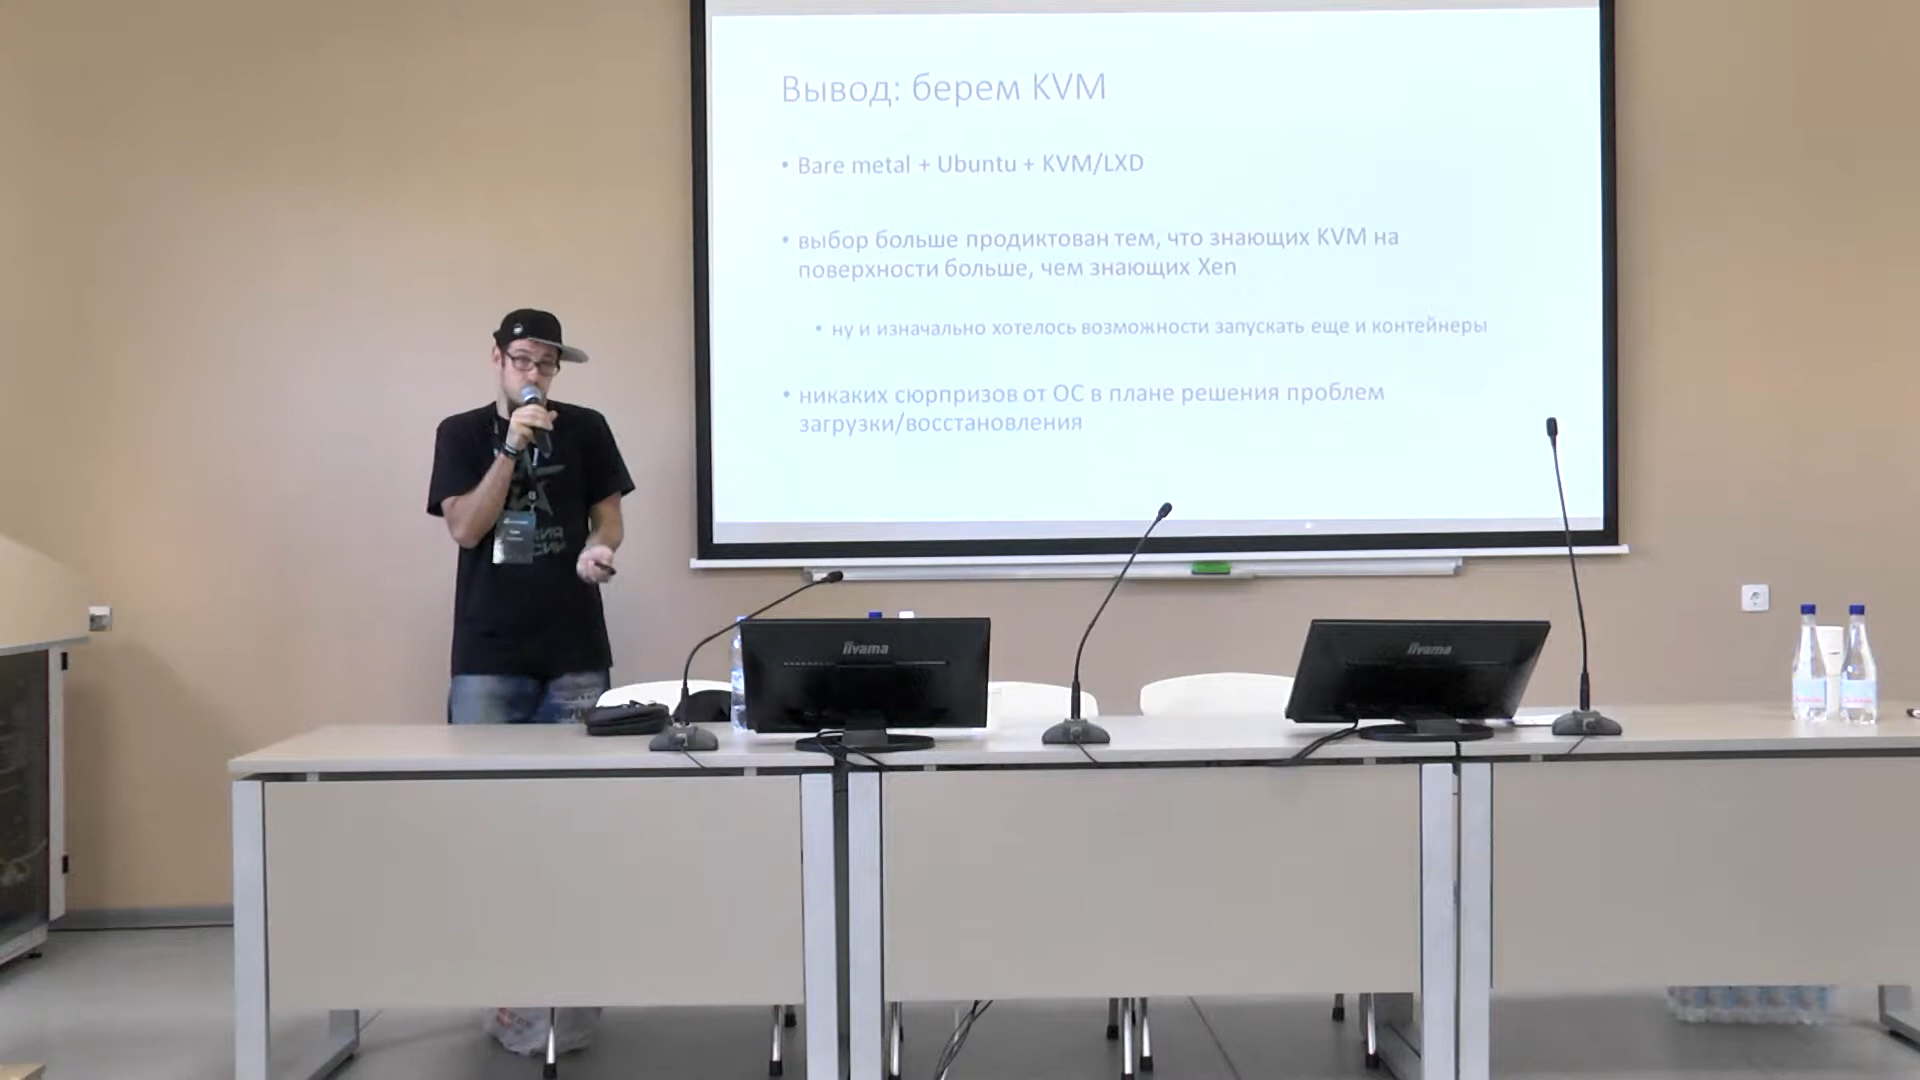 Вывод: берем KVM
• Bare metal + Ubuntu + KVM/LXD
• выбор больше продиктован тем, что знающих KVM на
поверхности больше, чем знающих Xen
• ну и изначально хотелось возможности запускать еще и контейнеры
• никаких сюрпризов от ОС в плане решения проблем
загрузки/восстановления
iiyama
iiyama